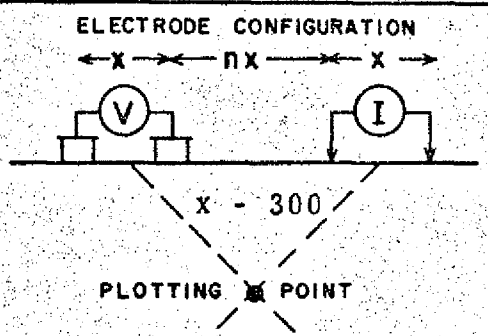 ELECTRODE CONFIGURATION
x nx x
V I
x - 300
PLOTTING POINT